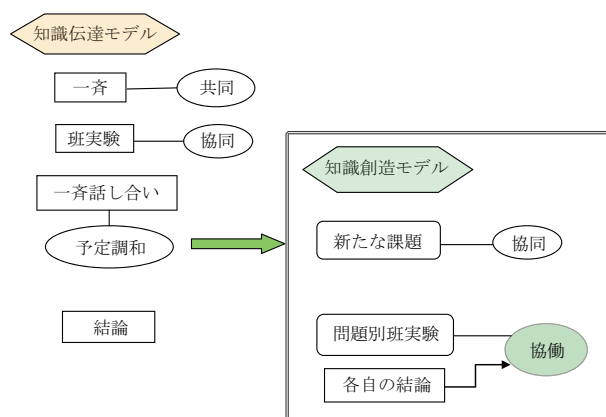 知識伝達モデル
一斉
共同
班実験
協同
一斉話し合い
予定調和
結論
知識創造モデル
新たな課題
協同
問題別班実験
協働
各自の結論